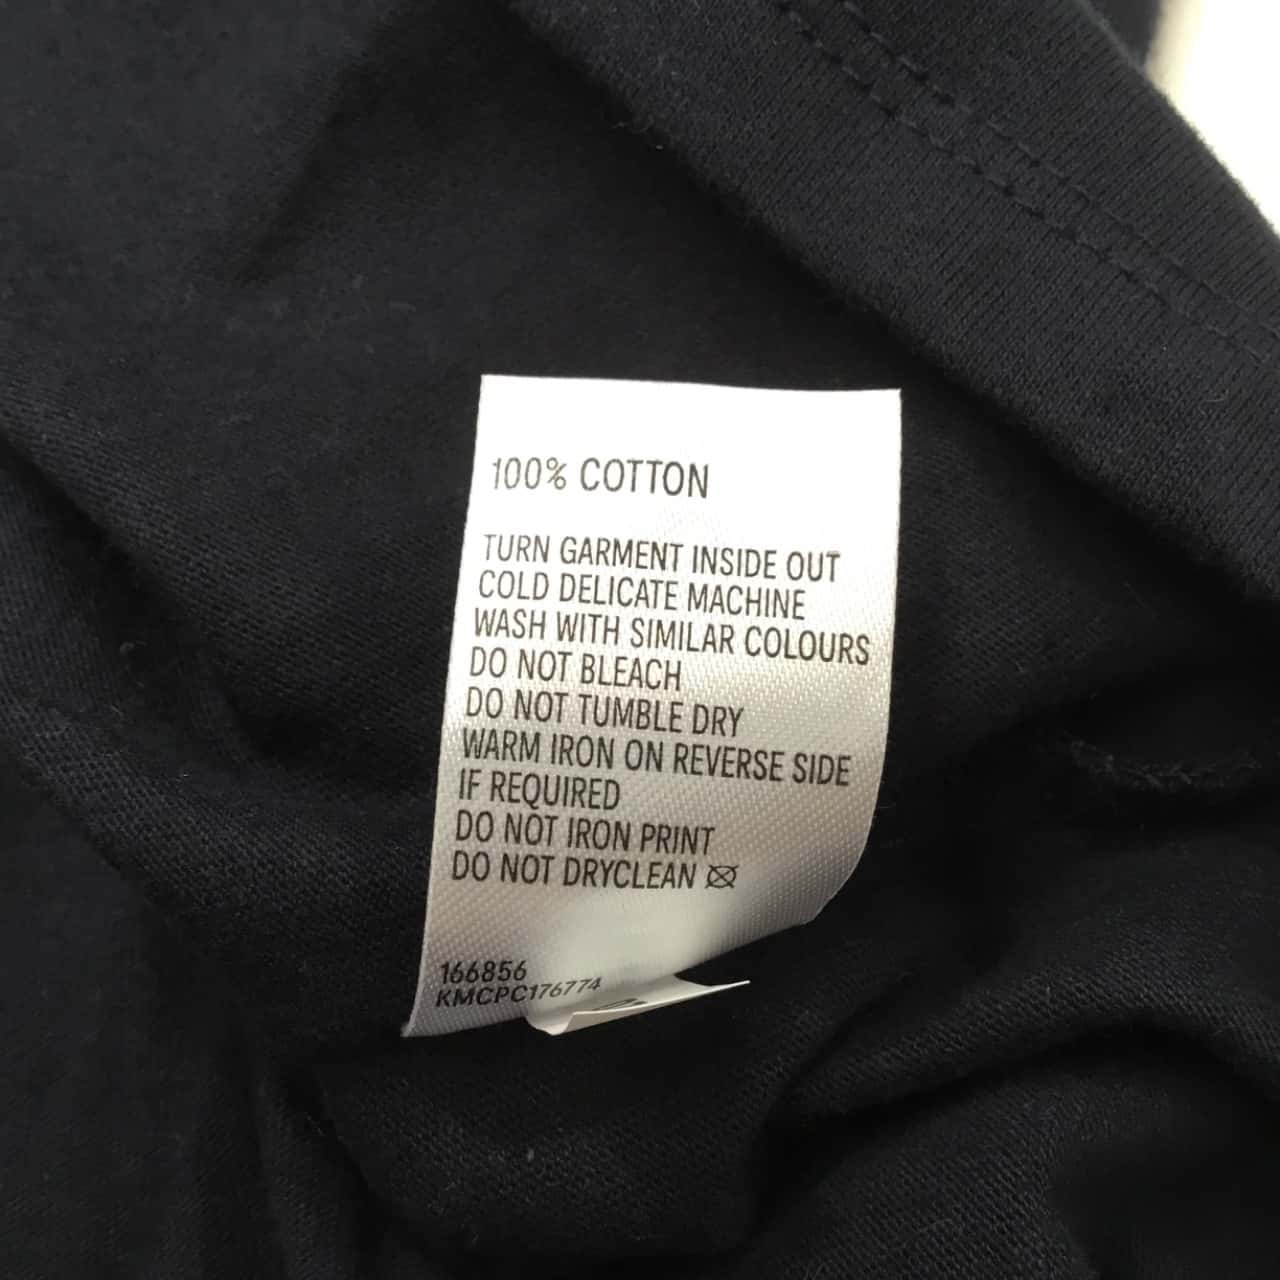 100% COTTON
TURN GARMENT INSIDE OUT
COLD DELICATE MACHINE
WASH WITH SIMILAR COLOURS
DO NOT BLEACH
DO NOT TUMBLE DRY
WARM IRON ON REVERSE SIDE
IF REQUIRED
DO NOT IRON PRINT
DO NOT DRYCLEAN
166856
KMCPC176774